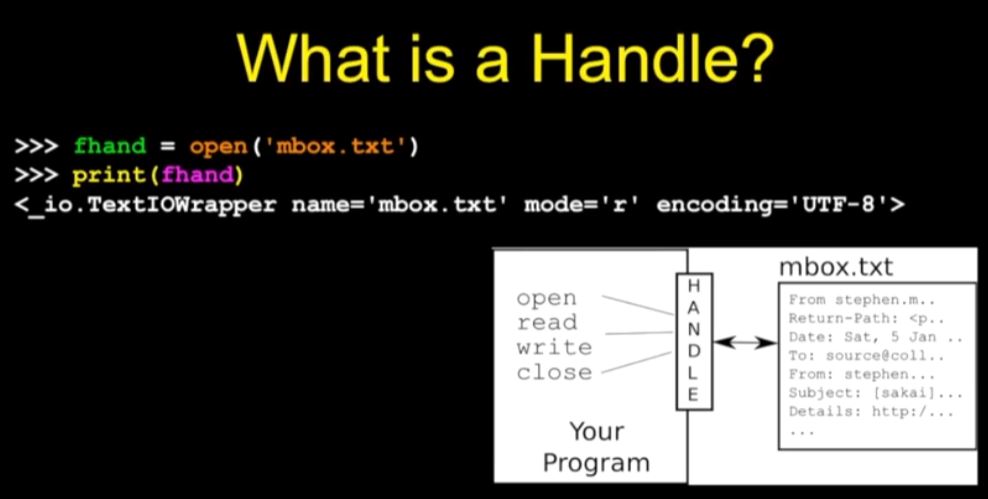 What is a Handle?
>>> fhand = open('mbox.txt')
>>> print(fhand)
<_io.TextIOWrapper name='mbox.txt' mode='r' encoding='UTF-8'>
open
read
write
close
Your
Program
HANDLE
mbox.txt
From stephen.m..
Return-Path: <p..
Date: Sat, 5 Jan ..
To: source@coll..
From: stephen...
Subject: [sakai]...
Details: http:/...
...